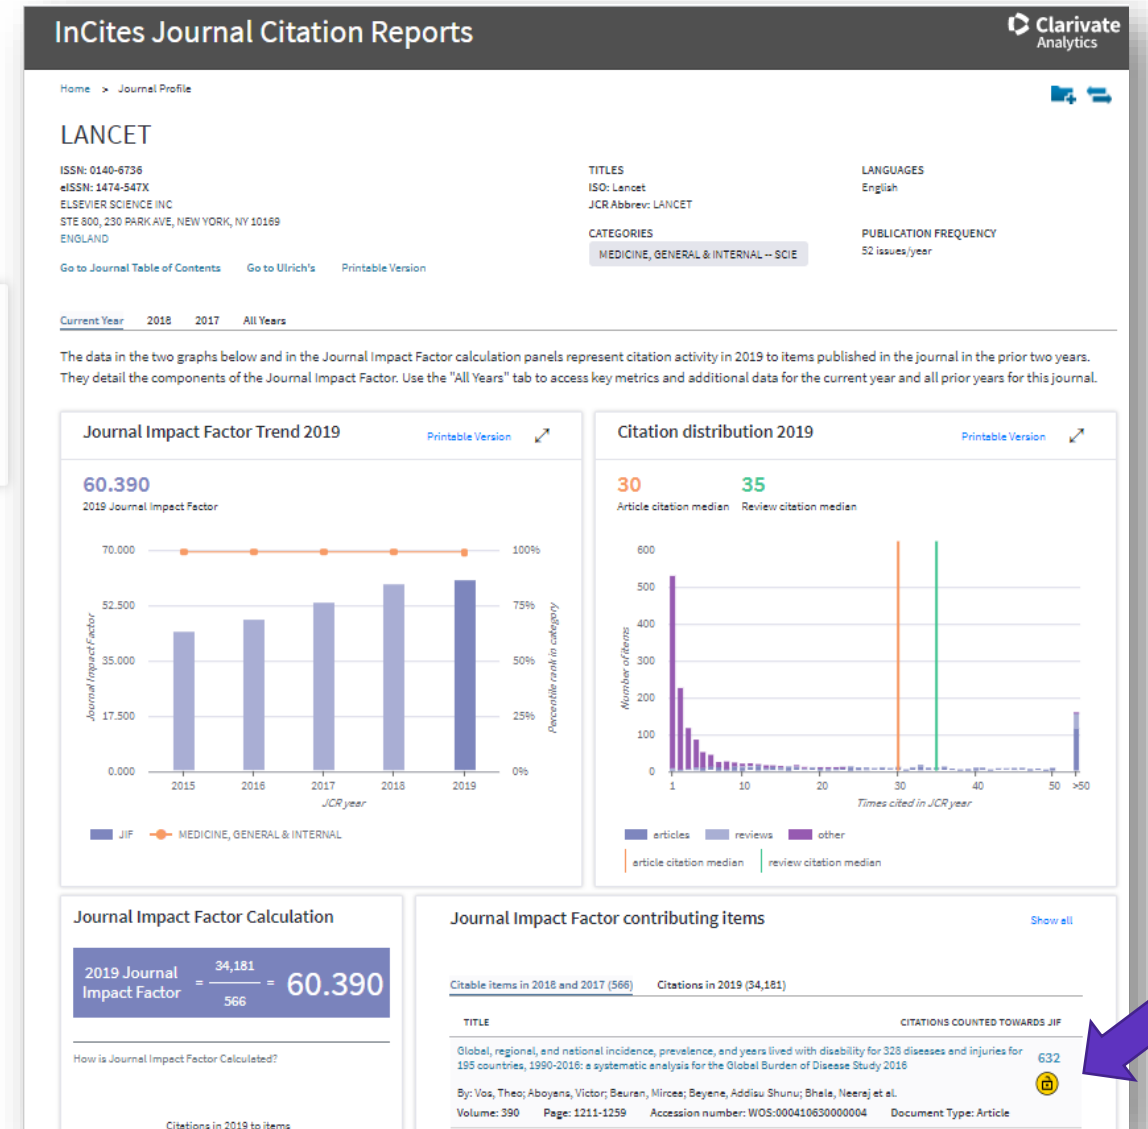 InCites Journal Citation Reports
Clarivate
Analytics
Home > Journal Profile
LANCET
ISSN: 0140-6736
eISSN: 1474-547X
ELSEVIER SCIENCE INC
STE 800, 230 PARK AVE, NEW YORK, NY 10169
ENGLAND
Go to Journal Table of Contents Go to Ulrich's Printable Version
TITLES
ISO: Lancet
JCR Abbrev: LANCET
CATEGORIES
MEDICINE, GENERAL & INTERNAL -- SCIE
LANGUAGES
English
PUBLICATION FREQUENCY
52 issues/year
Current Year 2018 2017 All Years
The data in the two graphs below and in the Journal Impact Factor calculation panels represent citation activity in 2019 to items published in the journal in the prior two years.
They detail the components of the Journal Impact Factor. Use the "All Years" tab to access key metrics and additional data for the current year and all prior years for this journal.
Journal Impact Factor Trend 2019 Printable Version
60.390
2019 Journal Impact Factor
70.000 100%
52.500 75%
35.000 50%
17.500 25%
0.000 0%
Journal Impact Factor
Percentile rank in category
2015 2016 2017 2018 2019
JCR year
JIF MEDICINE, GENERAL & INTERNAL
Citation distribution 2019 Printable Version
30 35
Article citation median Review citation median
600
500
400
300
200
100
0
Number of items
1 10 20 30 40 50 >50
Times cited in JCR year
articles reviews other
article citation median review citation median
Journal Impact Factor Calculation
2019 Journal
Impact Factor = 34,181 / 566 = 60.390
How is Journal Impact Factor Calculated?
Citations in 2019 to items
Journal Impact Factor contributing items Show all
Citable items in 2018 and 2017 (566) Citations in 2019 (34,181)
TITLE CITATIONS COUNTED TOWARDS JIF
Global, regional, and national incidence, prevalence, and years lived with disability for 328 diseases and injuries for
195 countries, 1990-2016: a systematic analysis for the Global Burden of Disease Study
2016
632
By: Vos, Theo; Aboyans, Victor; Beuran, Mircea; Beyene, Addisu Shunu; Bhala, Neeraj et al.
Volume: 390 Page: 1211-1259 Accession number: WOS:000410630000004 Document Type: Article